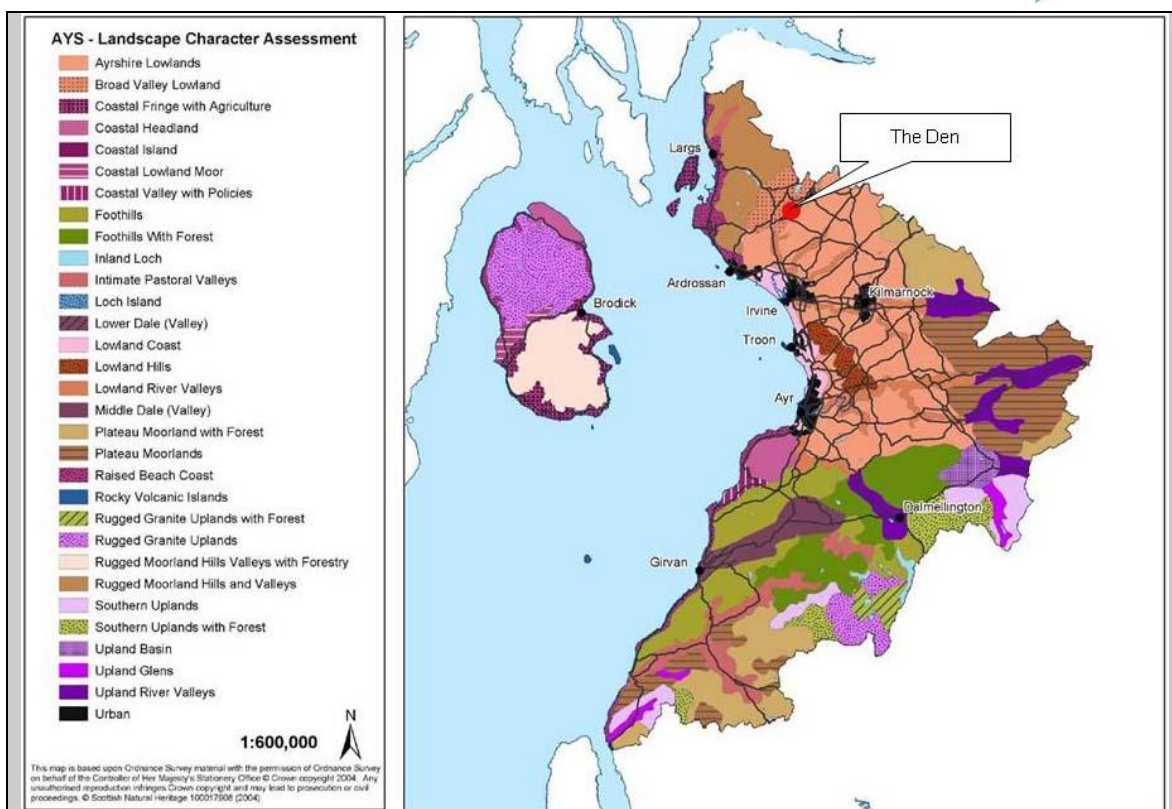 AYS - Landscape Character Assessment
Ayrshire Lowlands
Broad Valley Lowland
Coastal Fringe with Agriculture
Coastal Headland
Coastal Island
Coastal Lowland Moor
Coastal Valley with Policies
Foothills
Foothills With Forest
Inland Loch
Intimate Pastoral Valleys
Loch Island
Lower Dale (Valley)
Lowland Coast
Lowland Hills
Lowland River Valleys
Middle Dale (Valley)
Plateau Moorland with Forest
Plateau Moorlands
Raised Beach Coast
Rocky Volcanic Islands
Rugged Granite Uplands with Forest
Rugged Granite Uplands
Rugged Moorland Hills Valleys with Forestry
Rugged Moorland Hills and Valleys
Southern Uplands
Southern Uplands with Forest
Upland Basin
Upland Glens
Upland River Valleys
Urban
N
1:600,000
This map is based upon Ordnance Survey material with the permission of Ordnance Survey
on behalf of the Controller of Her Majesty's Stationery Office © Crown copyright 2004. Any
unauthorised reproduction infringes Crown copyright and may lead to prosecution or civil
proceedings. © Scottish Natural Heritage 100017908 (2004)
The Den
Largs
Ardrossan
Brodick
Irvine
Kilmarnock
Troon
Ayr
Dalmellington
Girvan